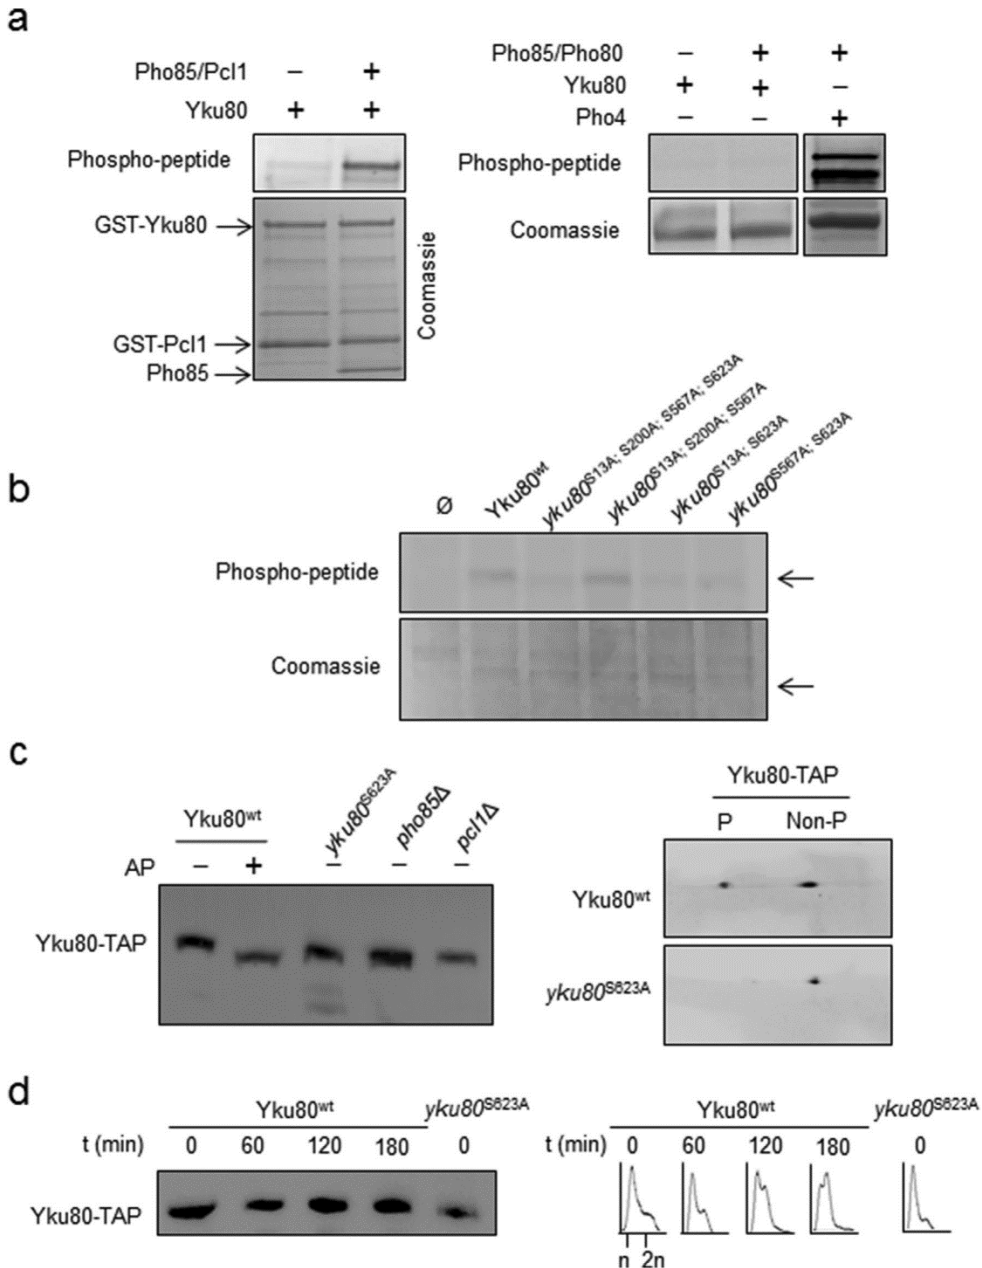 a
Pho85/Pcl1 − +
Yku80 + +
Phospho-peptide
GST-Yku80
GST-Pcl1
Pho85
Coomassie
Pho85/Pho80 − + +
Yku80 + + −
Pho4 − − +
Phospho-peptide
Coomassie
b
Ø Yku80wt yku80S13A; S200A; S567A; S623A yku80S13A; S200A; S567A yku80S13A; S623A yku80S567A; S623A
Phospho-peptide
Coomassie
c
Yku80wt yku80S623A pho85Δ pcl1Δ
AP − + − − −
Yku80-TAP
Yku80-TAP
P Non-P
Yku80wt
yku80S623A
d
Yku80wt yku80S623A
t (min) 0 60 120 180 0
Yku80-TAP
Yku80wt yku80S623A
t (min) 0 60 120 180 0
n 2n